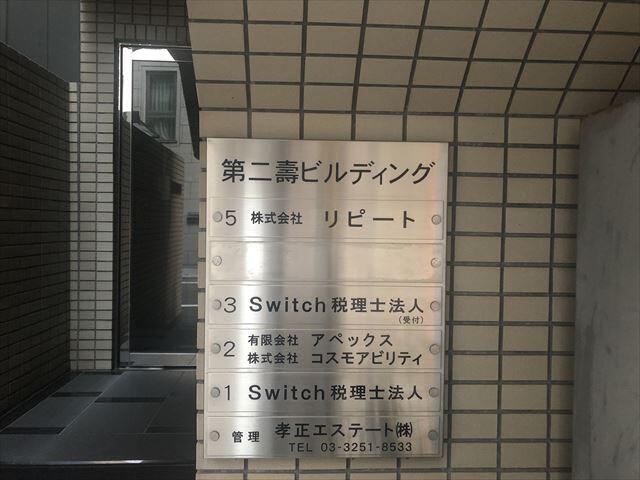 第二壽ビルディング
5 株式会社 リピート
3 Switch税理士法人
(受付)
2 有限会社 アペックス
株式会社 コスモアビリティ
1 Switch税理士法人
管理 孝正エステート㈱
TEL 03-3251-8533